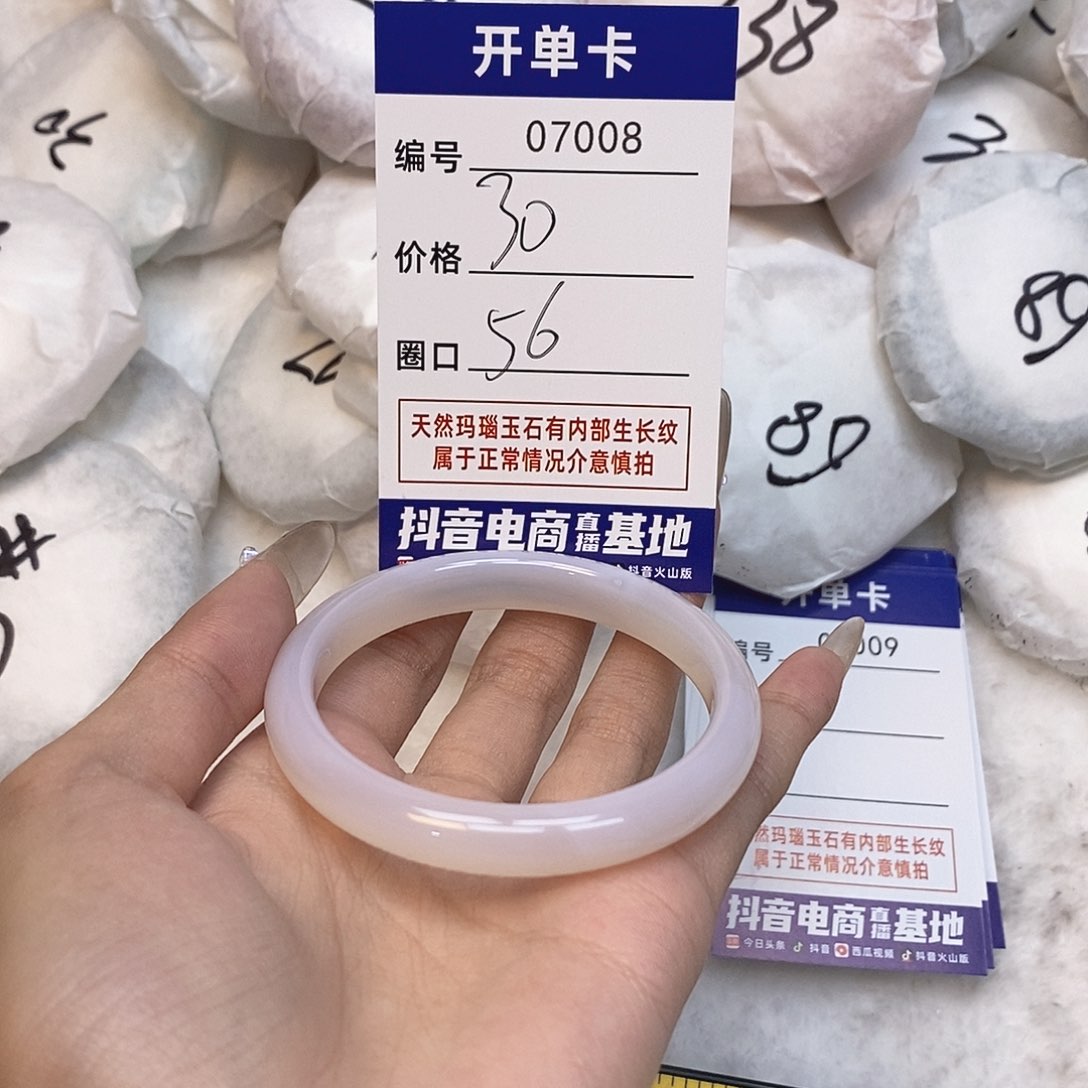 开单卡
编号 07008
价格 30
圈口 56
天然玛瑙玉石有内部生长纹
属于正常情况介意慎拍
抖音电商直播基地
抖音火山版
38
89
89
开单卡
编号
09
然玛瑙玉石有内部生长纹
属于正常情况介意慎拍
抖音电商直播基地
今日头条 抖音 西瓜视频 抖音火山版